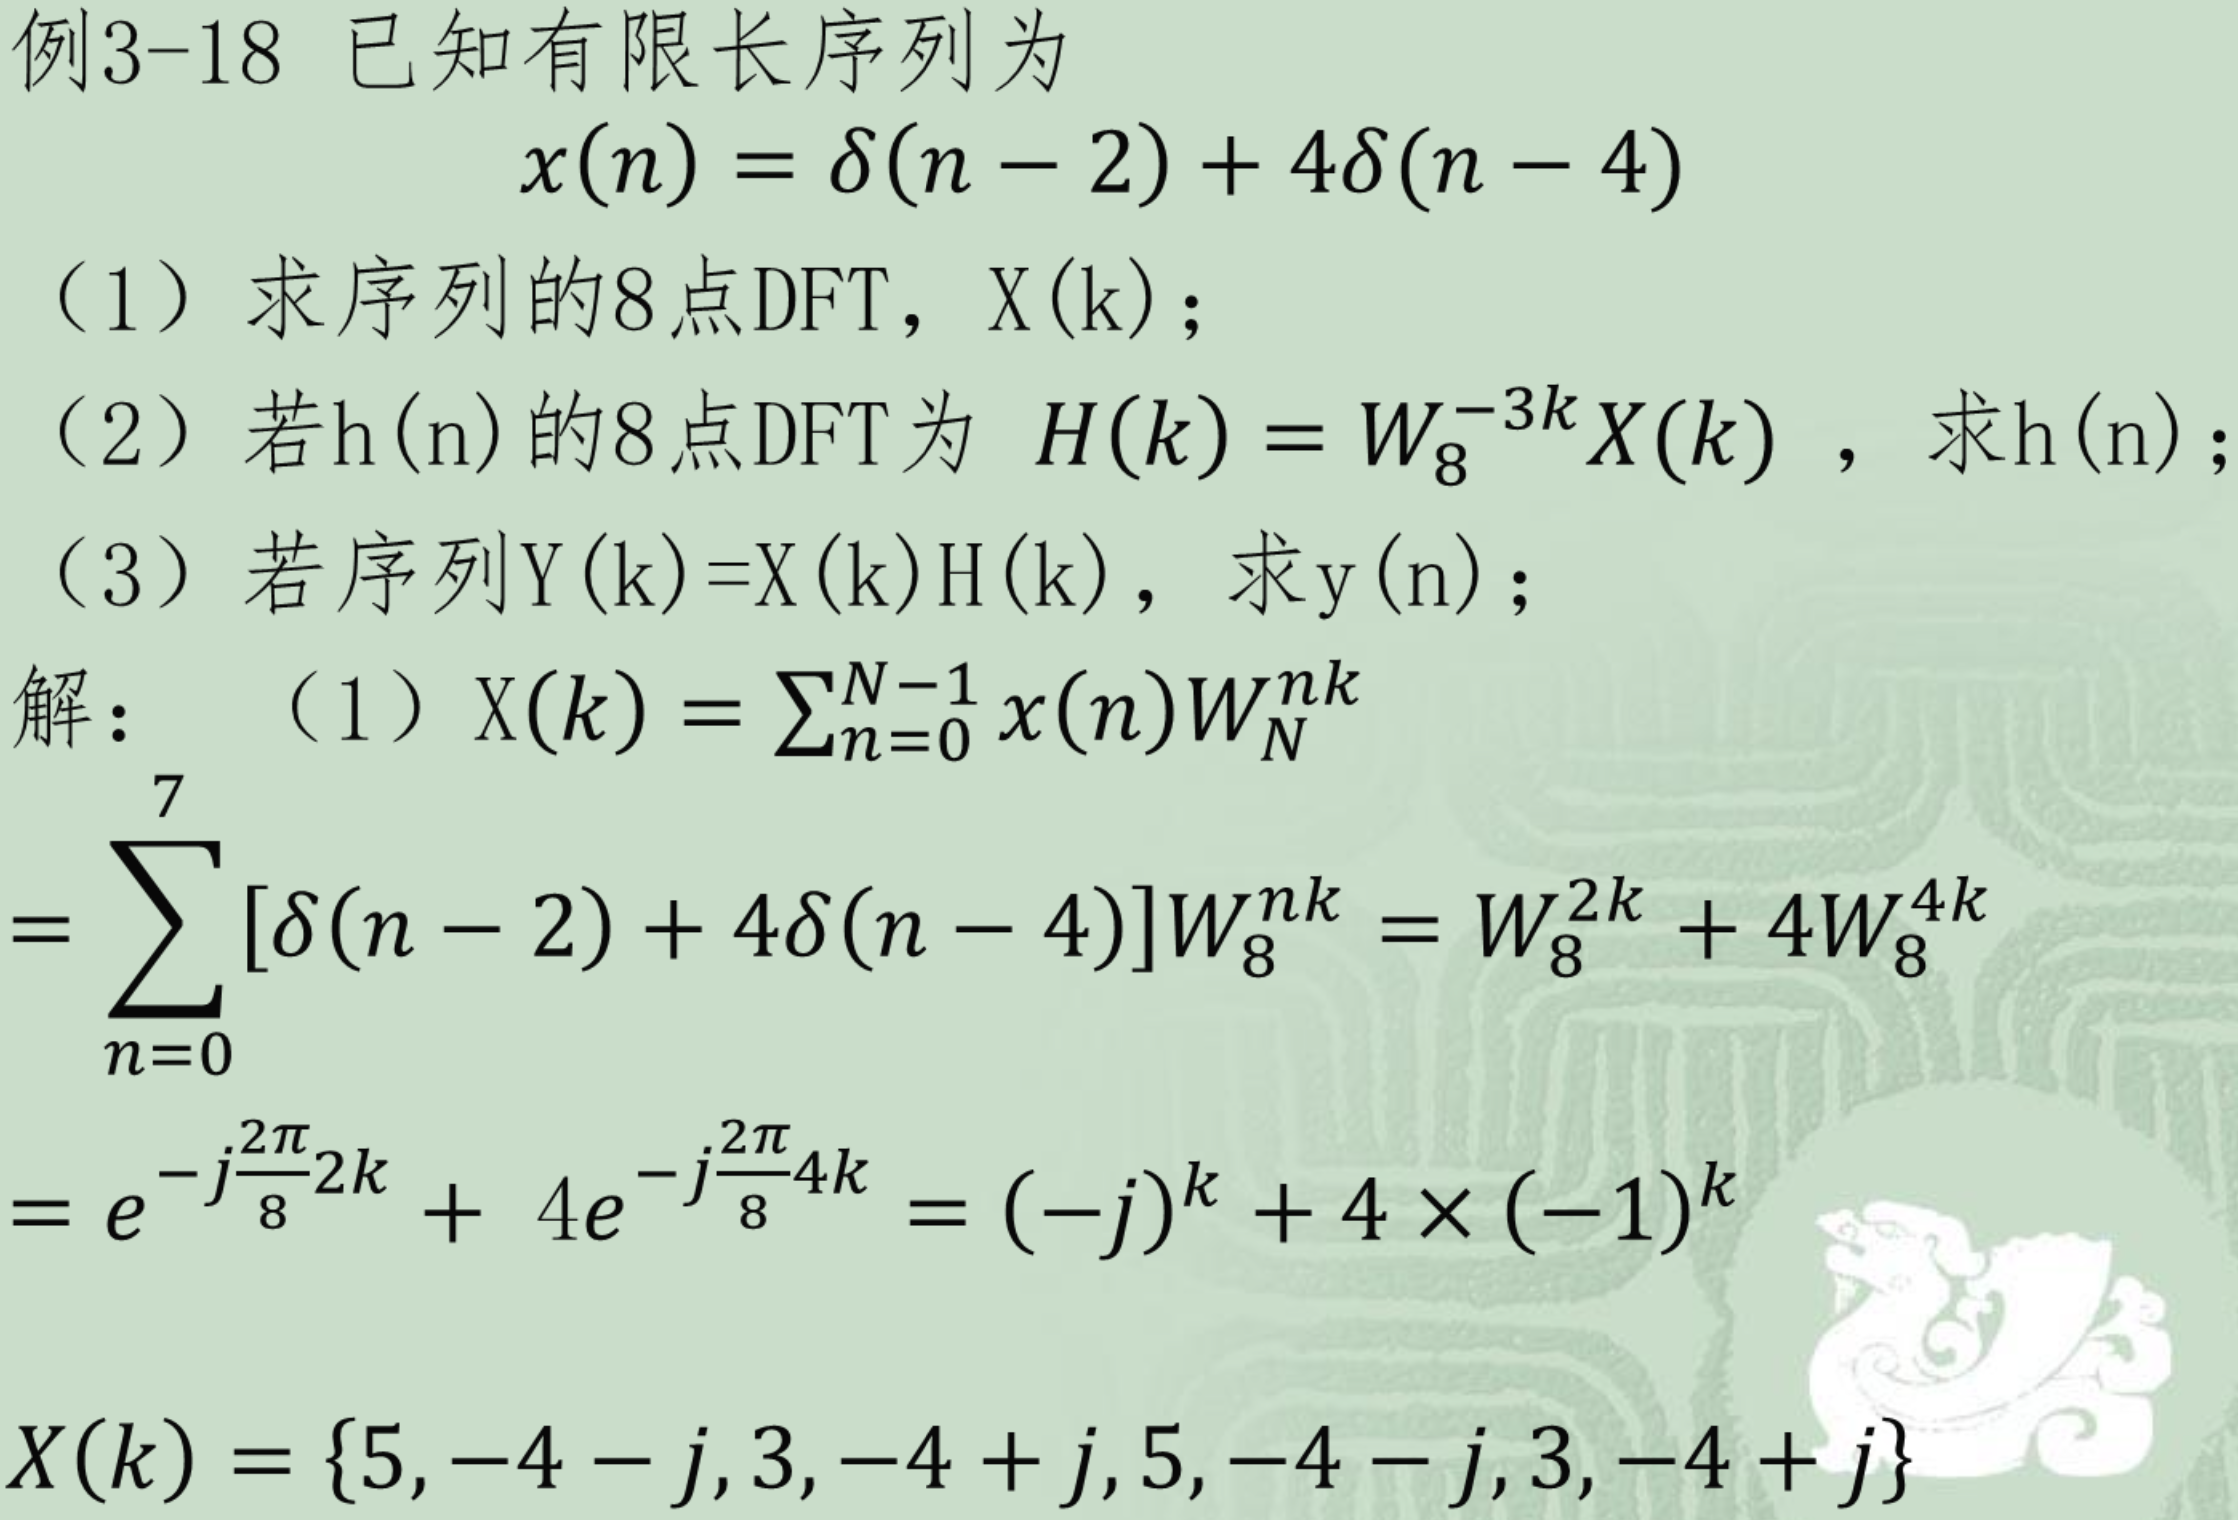 例3-18 已知有限长序列为
x(n) = δ(n − 2) + 4δ(n − 4)
（1）求序列的8点DFT，X(k)；
（2）若h(n)的8点DFT为 H(k) = W_8^{−3k}X(k) ，求h(n)；
（3）若序列Y(k)=X(k)H(k)，求y(n)；
解： （1）X(k) = ∑_{n=0}^{N−1} x(n)W_N^{nk}
= ∑_{n=0}^{7} [δ(n − 2) + 4δ(n − 4)]W_8^{nk} = W_8^{2k} + 4W_8^{4k}
= e^{−j\frac{2π}{8}2k} + 4e^{−j\frac{2π}{8}4k} = (−j)^k + 4 × (−1)^k
X(k) = {5, −4 − j, 3, −4 + j, 5, −4 − j, 3, −4 + j}